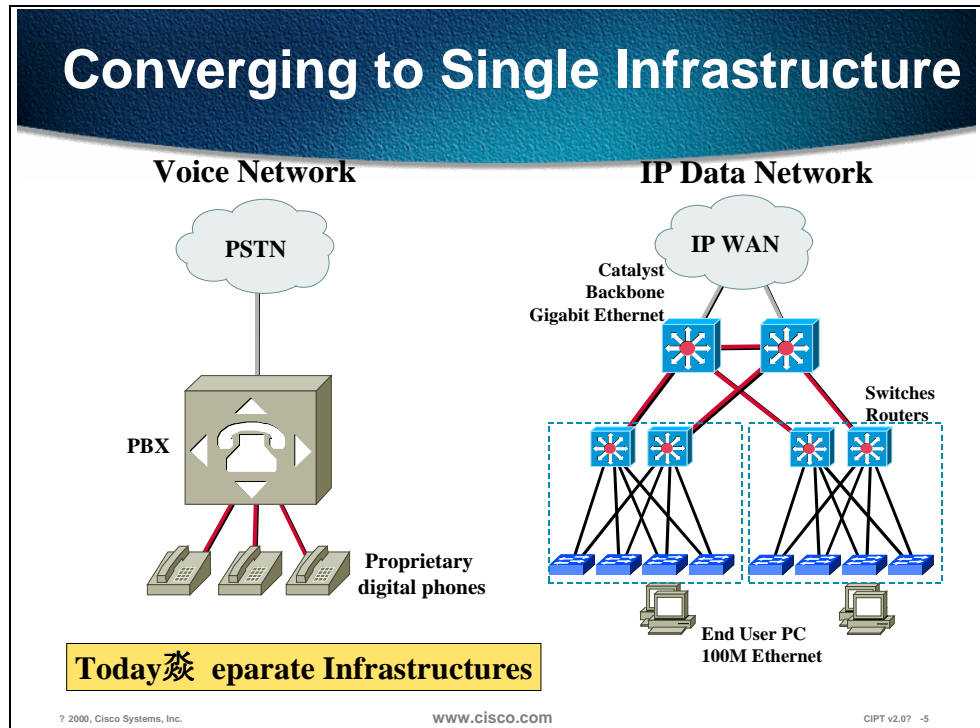 Converging to Single Infrastructure
Voice Network
PSTN
PBX
Proprietary
digital phones
IP Data Network
IP WAN
Catalyst
Backbone
Gigabit Ethernet
Switches
Routers
End User PC
100M Ethernet
Today焱 eparate Infrastructures
? 2000, Cisco Systems, Inc.
www.cisco.com
CIPT v2.0? -5